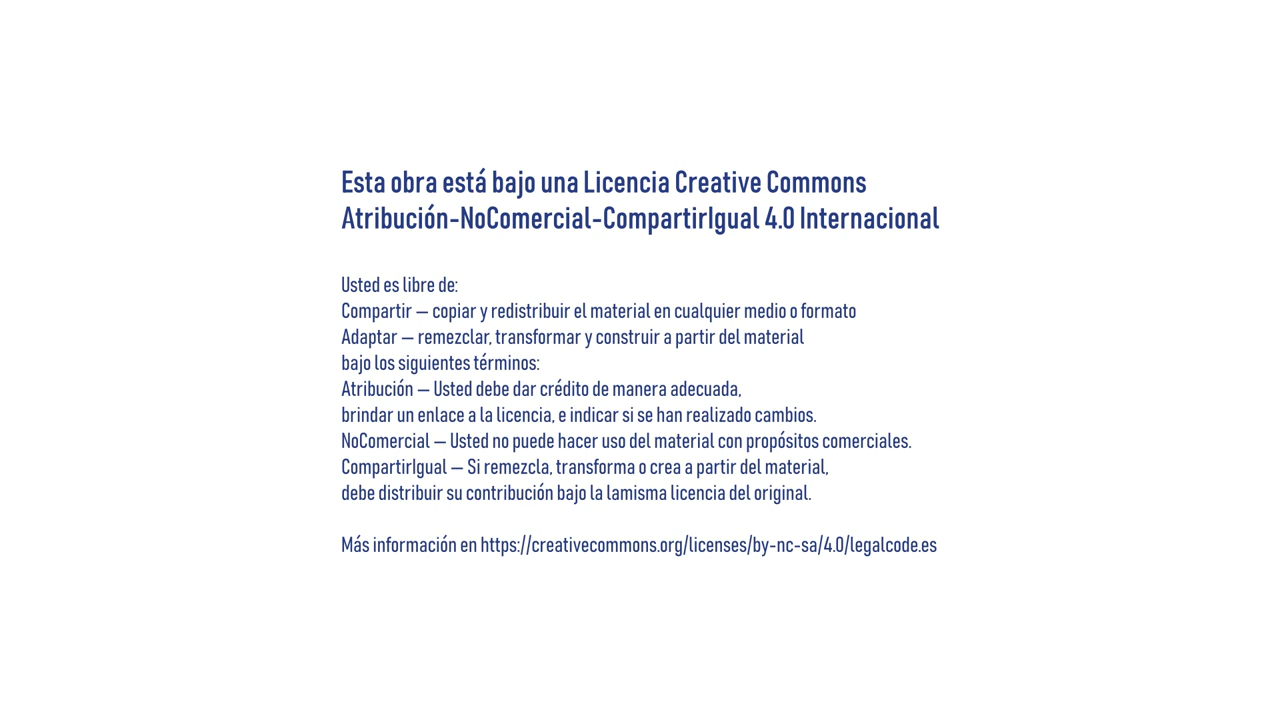 Esta obra está bajo una Licencia Creative Commons
Atribución-NoComercial-CompartirIgual 4.0 Internacional
Usted es libre de:
Compartir — copiar y redistribuir el material en cualquier medio o formato
Adaptar — remezclar, transformar y construir a partir del material
bajo los siguientes términos:
Atribución — Usted debe dar crédito de manera adecuada,
brindar un enlace a la licencia, e indicar si se han realizado cambios.
NoComercial — Usted no puede hacer uso del material con propósitos comerciales.
CompartirIgual — Si remezcla, transforma o crea a partir del material,
debe distribuir su contribución bajo la lamisma licencia del original.
Más información en https://creativecommons.org/licenses/by-nc-sa/4.0/legalcode.es